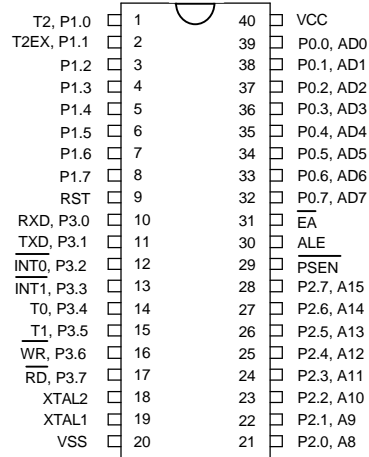 T2, P1.0 1 40 VCC
T2EX, P1.1 2 39 P0.0, AD0
P1.2 3 38 P0.1, AD1
P1.3 4 37 P0.2, AD2
P1.4 5 36 P0.3, AD3
P1.5 6 35 P0.4, AD4
P1.6 7 34 P0.5, AD5
P1.7 8 33 P0.6, AD6
RST 9 32 P0.7, AD7
RXD, P3.0 10 31 EA
TXD, P3.1 11 30 ALE
INT0, P3.2 12 29 PSEN
INT1, P3.3 13 28 P2.7, A15
T0, P3.4 14 27 P2.6, A14
T1, P3.5 15 26 P2.5, A13
WR, P3.6 16 25 P2.4, A12
RD, P3.7 17 24 P2.3, A11
XTAL2 18 23 P2.2, A10
XTAL1 19 22 P2.1, A9
VSS 20 21 P2.0, A8